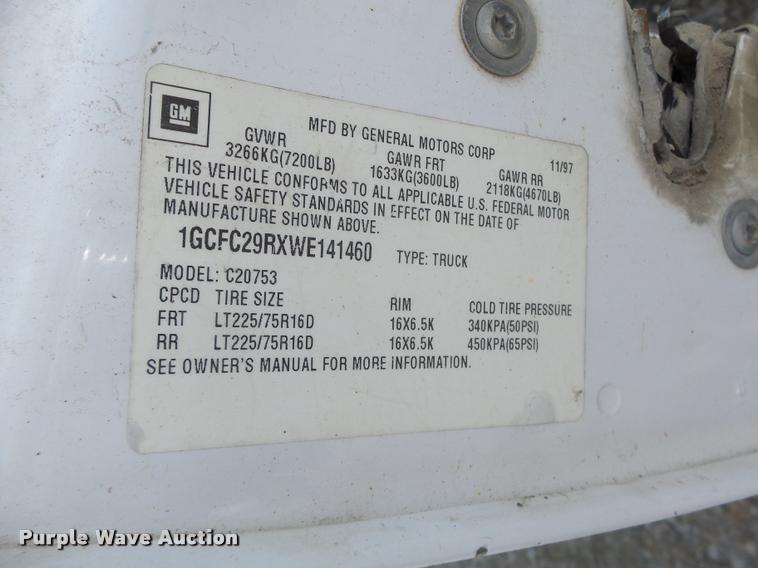 GM
MFD BY GENERAL MOTORS CORP 11/97
GVWR GAWR FRT GAWR RR
3266KG(7200LB) 1633KG(3600LB) 2118KG(4670LB)
THIS VEHICLE CONFORMS TO ALL APPLICABLE U.S. FEDERAL MOTOR
VEHICLE SAFETY STANDARDS IN EFFECT ON THE DATE OF
MANUFACTURE SHOWN ABOVE.
1GCFC29RXWE141460 TYPE: TRUCK
MODEL: C20753
CPCD TIRE SIZE RIM COLD TIRE PRESSURE
FRT LT225/75R16D 16X6.5K 340KPA(50PSI)
RR LT225/75R16D 16X6.5K 450KPA(65PSI)
SEE OWNER'S MANUAL FOR MORE INFORMATION.
Purple Wave Auction